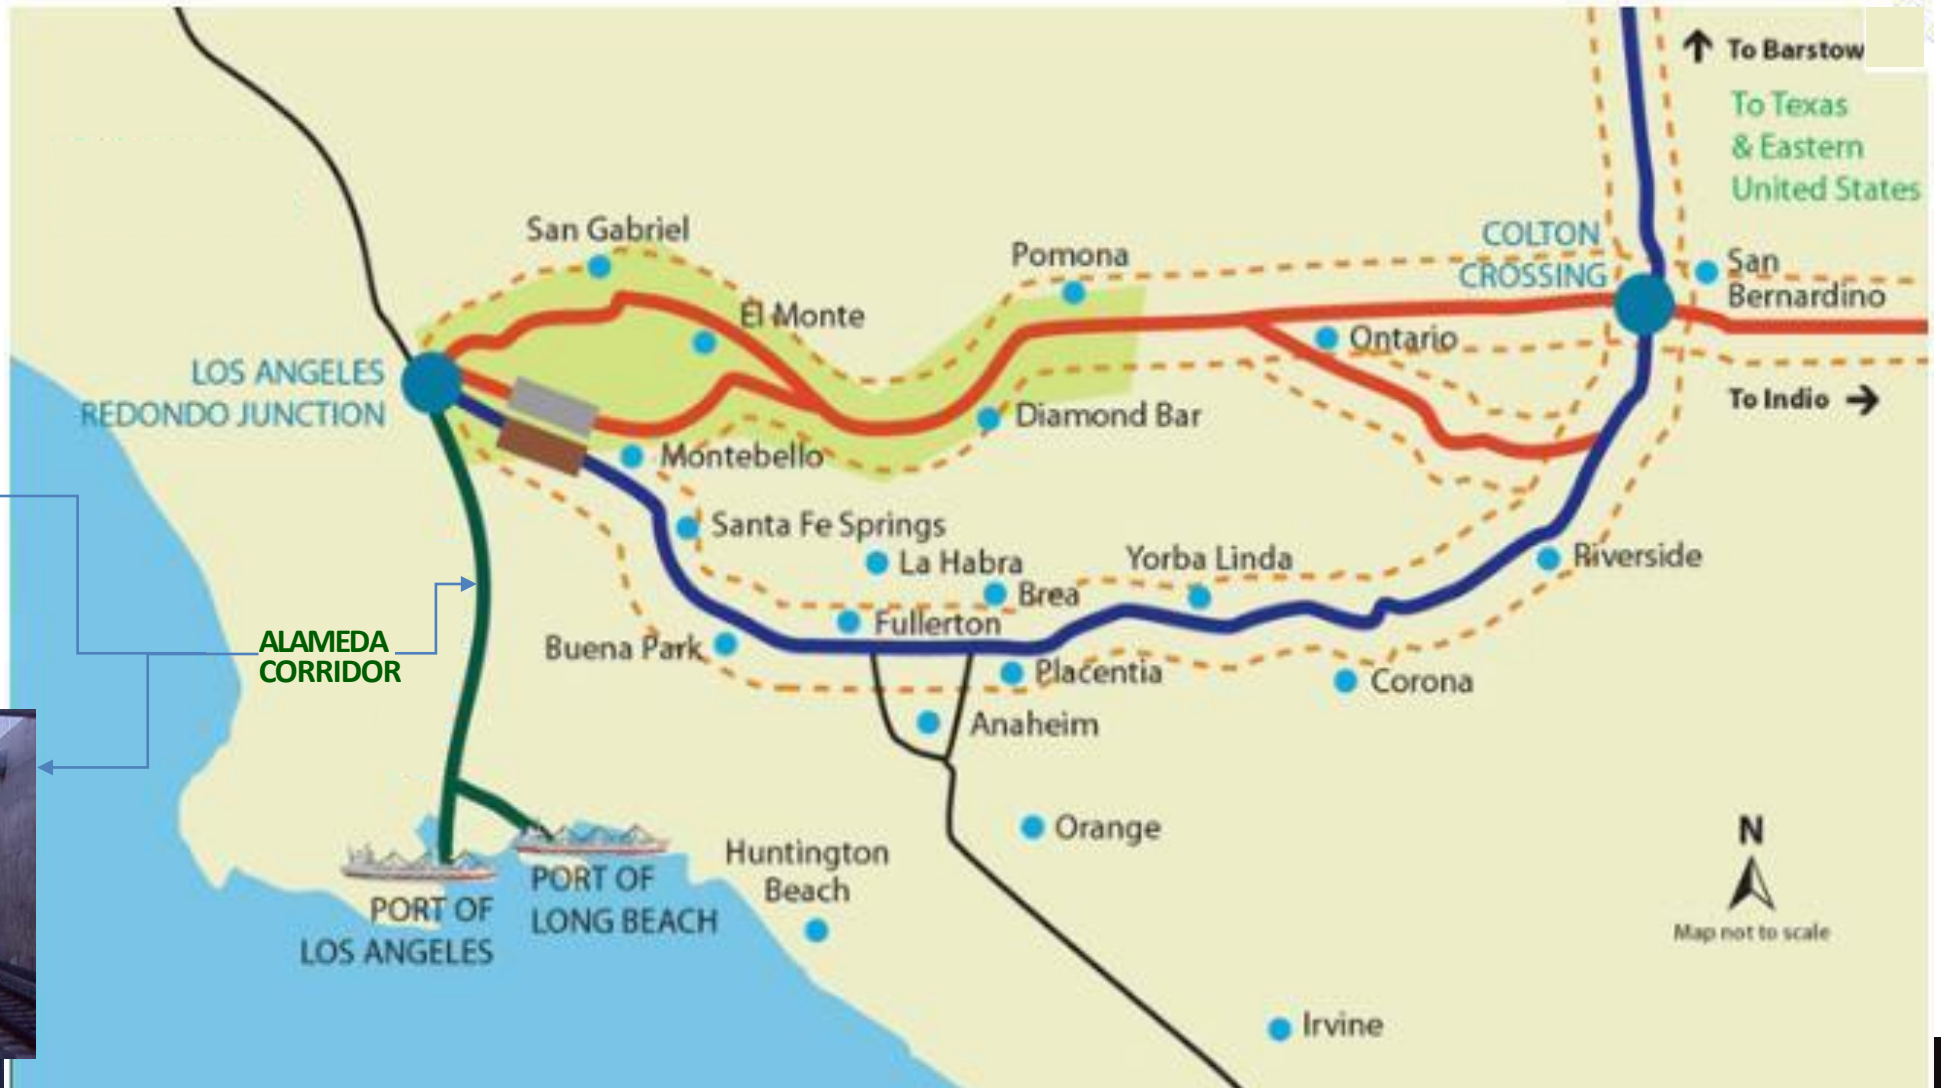 To Barstow
To Texas
& Eastern
United States
San Gabriel
Pomona
COLTON
CROSSING
San
Bernardino
El Monte
Ontario
LOS ANGELES
REDONDO JUNCTION
To Indio
Diamond Bar
Montebello
Santa Fe Springs
La Habra
Yorba Linda
Riverside
Brea
Fullerton
Buena Park
ALAMEDA
CORRIDOR
Placentia
Corona
Anaheim
Orange
N
Huntington
Beach
PORT OF
LONG BEACH
PORT OF
LOS ANGELES
Map not to scale
Irvine